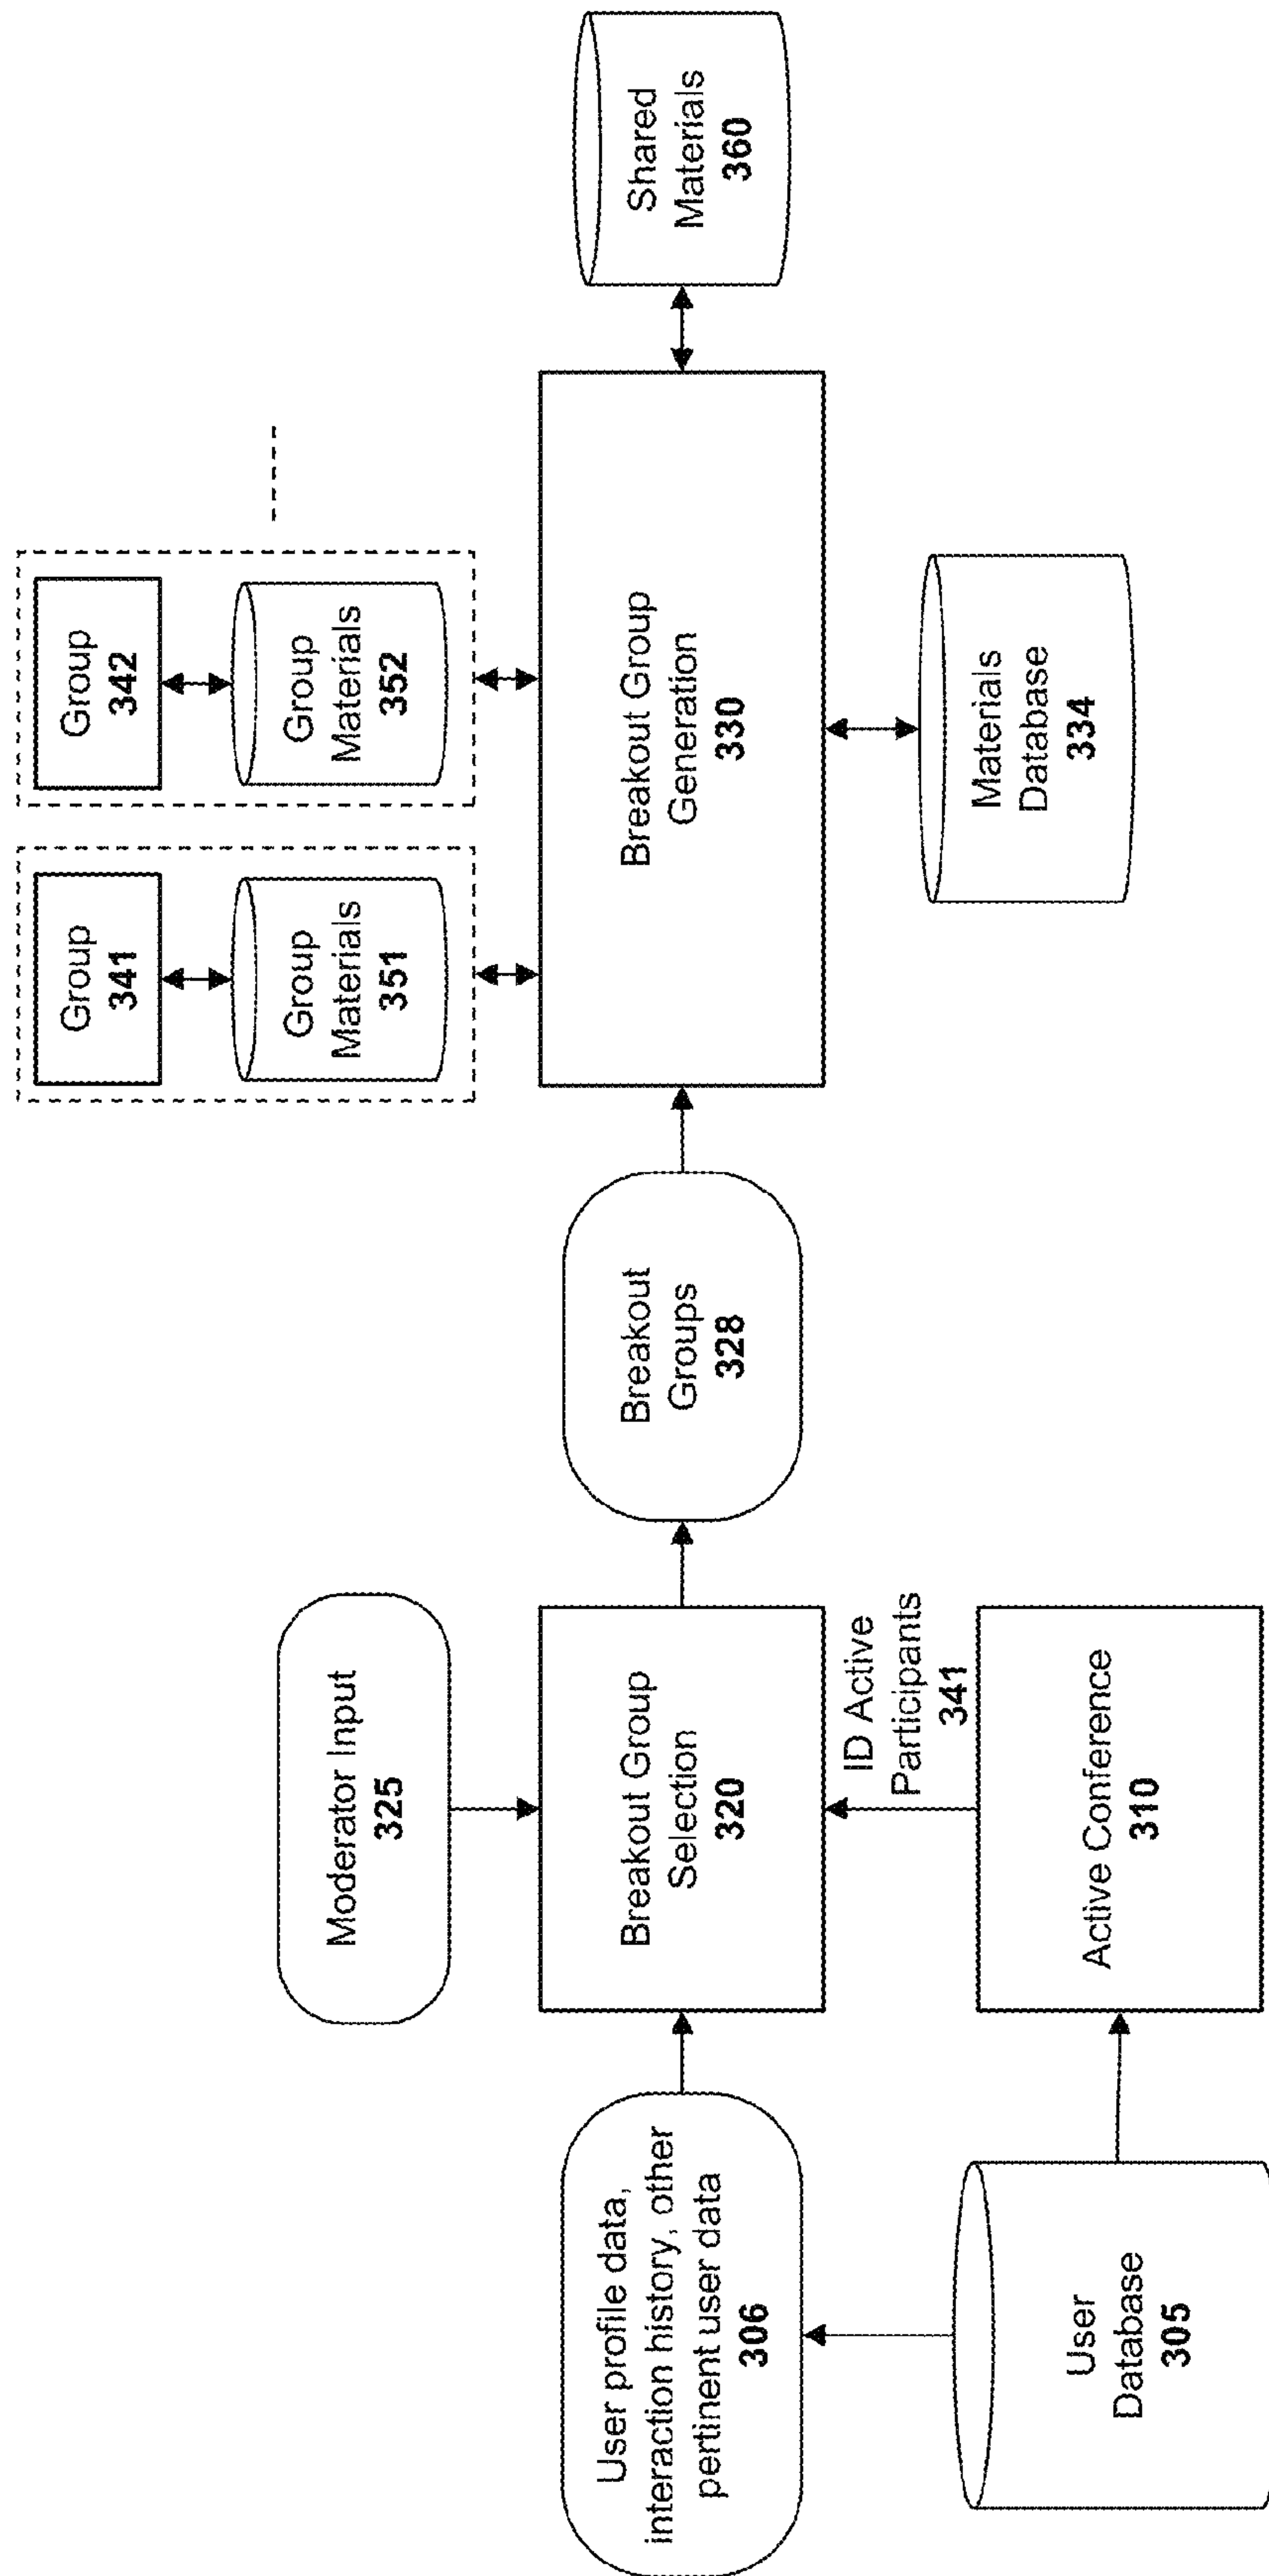 User profile data,
interaction history, other
pertinent user data
306
User
Database
305
Moderator Input
325
Breakout Group
Selection
320
ID Active
Participants
341
Active Conference
310
Breakout
Groups
328
Group
341
Group
Materials
351
Group
342
Group
Materials
352
Breakout Group
Generation
330
Materials
Database
334
Shared
Materials
360